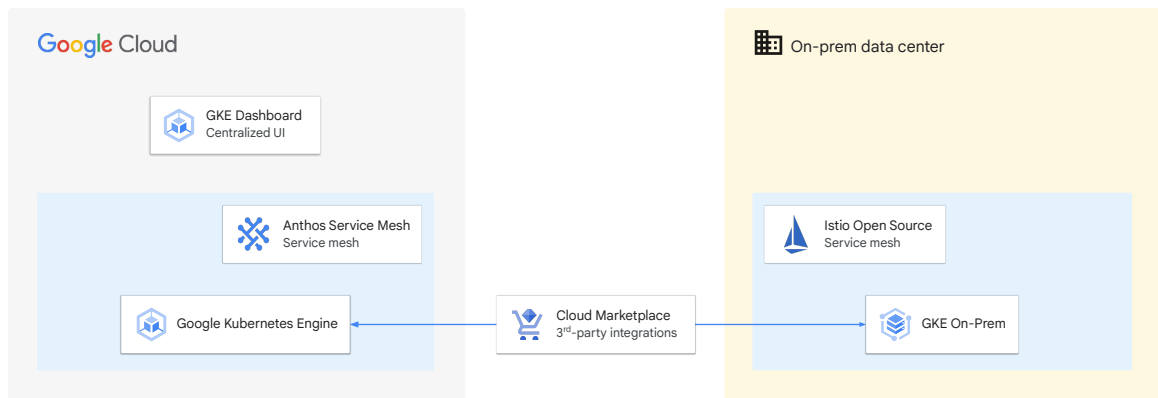 Google Cloud
On-prem data center
GKE Dashboard
Centralized UI
Anthos Service Mesh
Service mesh
Istio Open Source
Service mesh
Google Kubernetes Engine
Cloud Marketplace
3rd-party integrations
GKE On-Prem